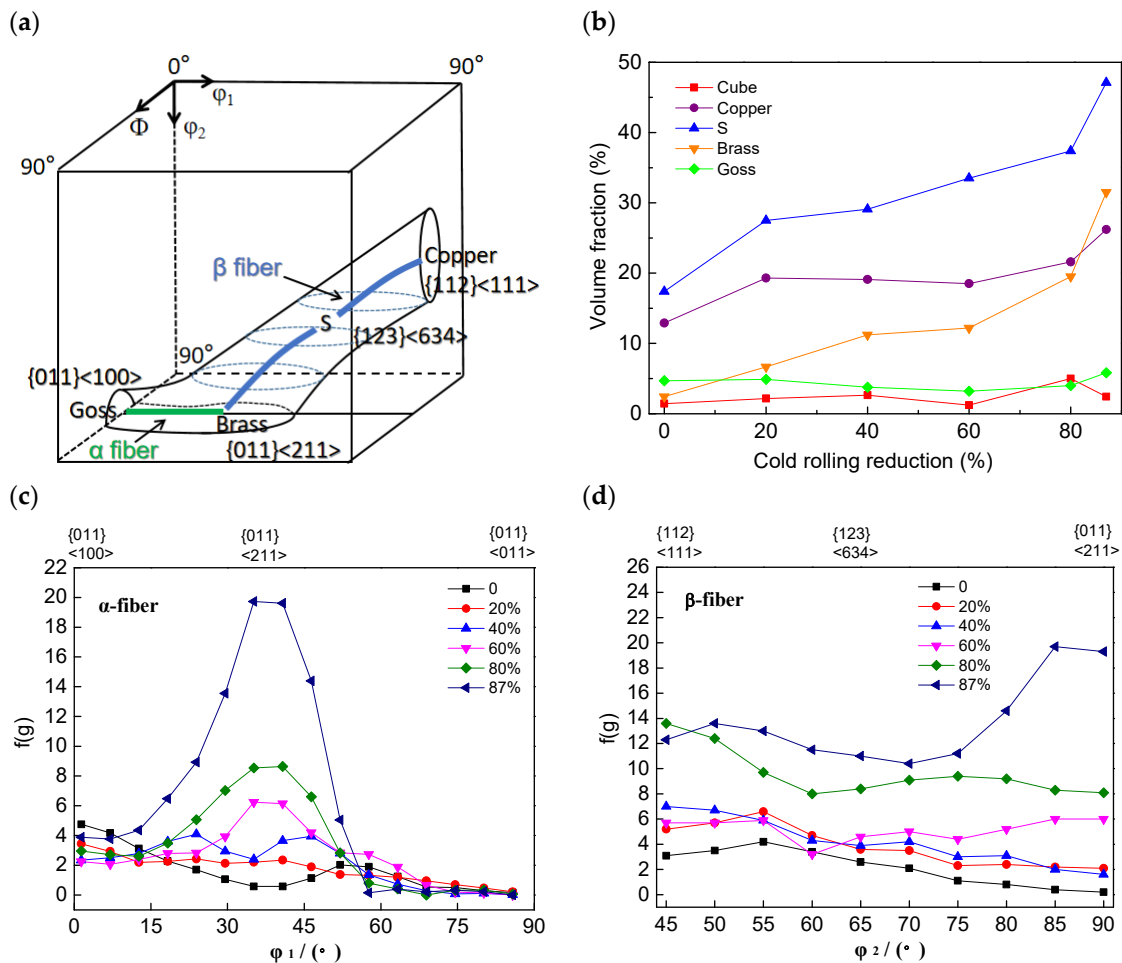 (a)
0°
90°
φ1
Φ
φ2
90°
Copper
β fiber
{112}<111>
S
{123}<634>
90°
{011}<100>
Goss
Brass
α fiber
{011}<211>
(b)
50
40
30
20
10
0
Cube
Copper
S
Brass
Goss
Volume fraction (%)
0 20 40 60 80
Cold rolling reduction (%)
(c)
{011} {011} {011}
<100> <211> <011>
22
20
18
16
14
12
10
8
6
4
2
0
α-fiber
0
20%
40%
60%
80%
87%
f(g)
0 15 30 45 60 75 90
φ 1 / (°)
(d)
{112} {123} {011}
<111> <634> <211>
26
24
22
20
18
16
14
12
10
8
6
4
2
0
β-fiber
0
20%
40%
60%
80%
87%
f(g)
45 50 55 60 65 70 75 80 85 90
φ 2 / (°)